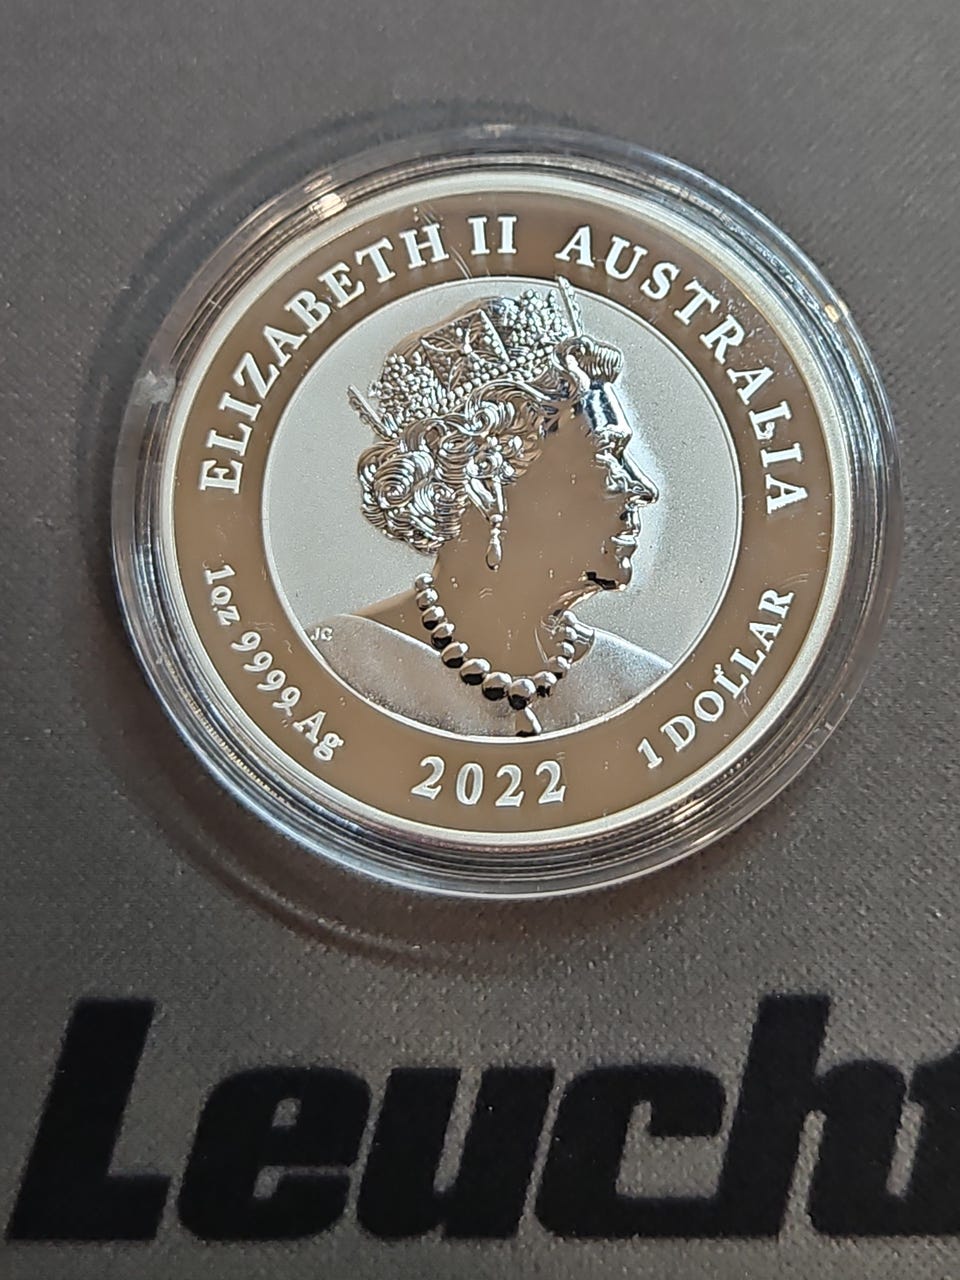 ELIZABETH II AUSTRALIA
1oz 9999 Ag
2022
1 DOLLAR
JC
Leucht